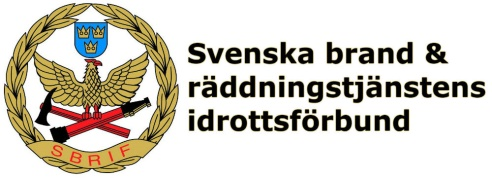 Svenska brand &
räddningstjänstens
idrottsförbund
SBRIF